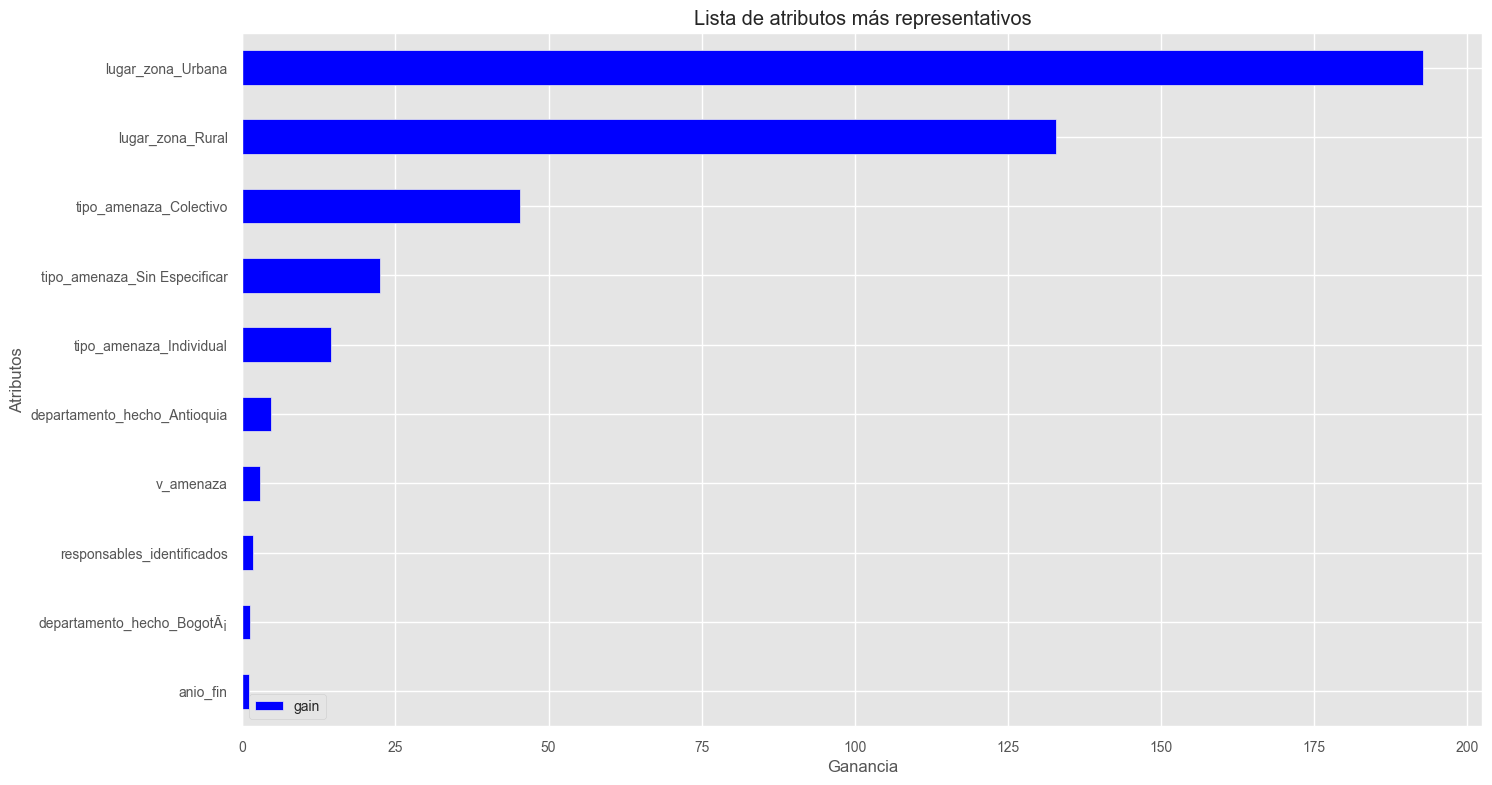 Lista de atributos más representativos
lugar_zona_Urbana
lugar_zona_Rural
tipo_amenaza_Colectivo
tipo_amenaza_Sin Especificar
tipo_amenaza_Individual
departamento_hecho_Antioquia
v_amenaza
responsables_identificados
departamento_hecho_BogotÃ¡
anio_fin
Atributos
gain
0 25 50 75 100 125 150 175 200
Ganancia